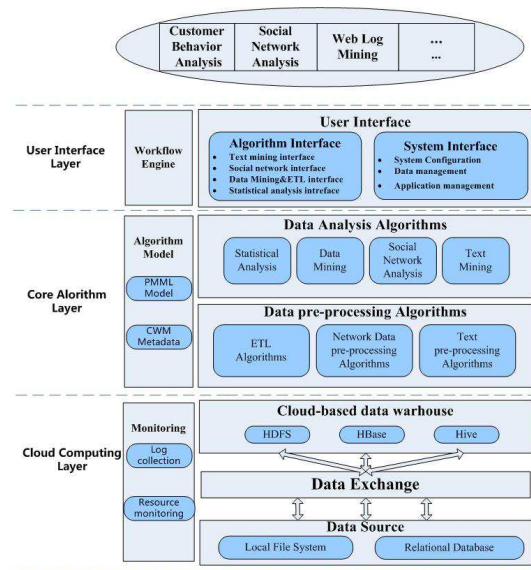 Customer
Behavior
Analysis
Social
Network
Analysis
Web Log
Mining
...
...
User Interface
Layer
Workflow
Engine
User Interface
Algorithm Interface
• Text mining interface
• Social network interface
• Data Mining&ETL interface
• Statistical analysis intreface
System Interface
• System Configuration
• Data management
• Application management
Core Alorithm
Layer
Algorithm
Model
PMML
Model
CWM
Metadata
Data Analysis Algorithms
Statistical
Analysis
Data
Mining
Social
Network
Analysis
Text
Mining
Data pre-processing Algorithms
ETL
Algorithms
Network Data
pre-processing
Algorithms
Text
pre-processing
Algorithms
Cloud Computing
Layer
Monitoring
Log
collection
Resource
monitoring
Cloud-based data warhouse
HDFS
HBase
Hive
Data Exchange
Data Source
Local File System
Relational Database